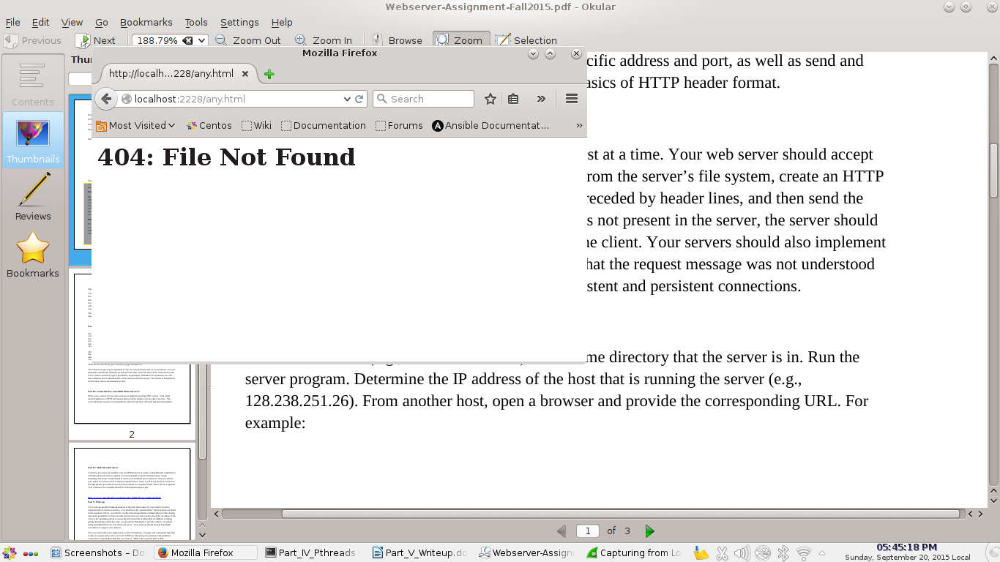 Webserver-Assignment-Fall2015.pdf – Okular
File Edit View Go Bookmarks Tools Settings Help
Previous Next 188.79% Zoom Out Zoom In Browse Zoom Selection
Mozilla Firefox
http://localh...228/any.html
localhost:2228/any.html
Search
Most Visited Centos Wiki Documentation Forums Ansible Documentat... »
404: File Not Found
Contents
Thumbnails
Reviews
Bookmarks
cific address and port, as well as send and
asics of HTTP header format.
st at a time. Your web server should accept
rom the server’s file system, create an HTTP
receded by header lines, and then send the
s not present in the server, the server should
ne client. Your servers should also implement
hat the request message was not understood
stent and persistent connections.
me directory that the server is in. Run the
server program. Determine the IP address of the host that is running the server (e.g.,
128.238.251.26). From another host, open a browser and provide the corresponding URL. For
example:
2
1 of 3
Screenshots – Do
Mozilla Firefox
Part_IV_Pthreads
Part_V_Writeup.do
Webserver-Assign
Capturing from Lo
05:45:18 PM
Sunday, September 20, 2015 Local